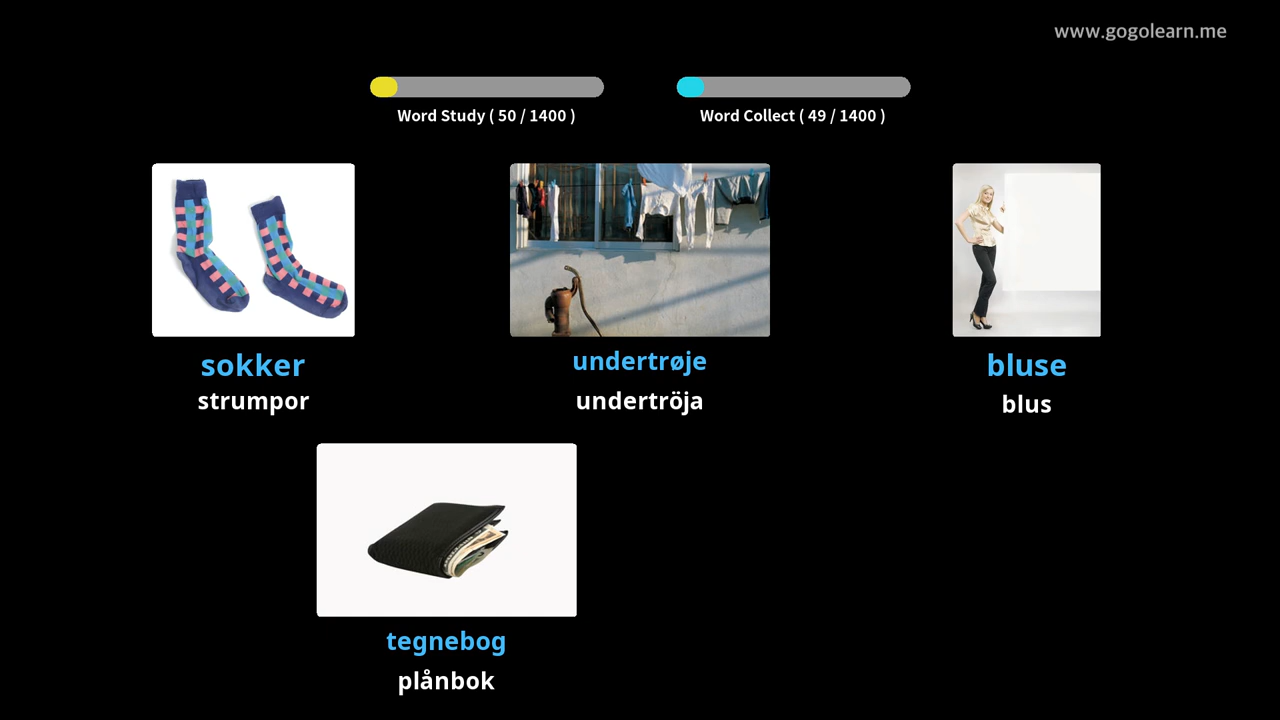 www.gogolearn.me
Word Study ( 50 / 1400 )
Word Collect ( 49 / 1400 )
sokker
strumpor
undertrøje
undertröja
bluse
blus
tegnebog
plånbok